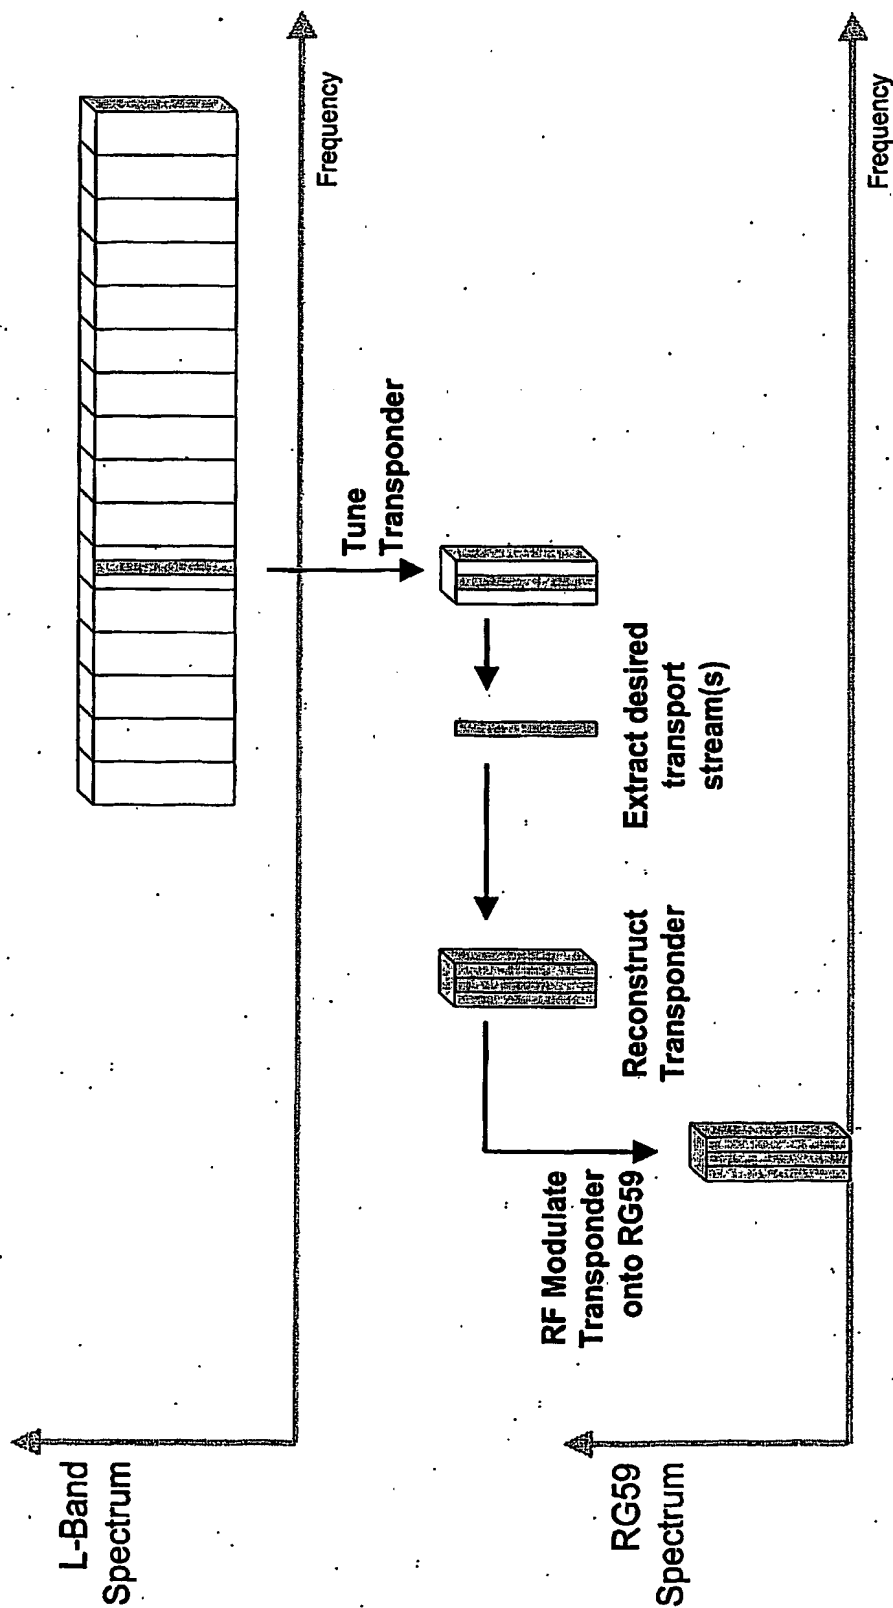 L-Band
Spectrum
Frequency
Tune
Transponder
Extract desired
transport
stream(s)
Reconstruct
Transponder
RF Modulate
Transponder
onto RG59
RG59
Spectrum
Frequency